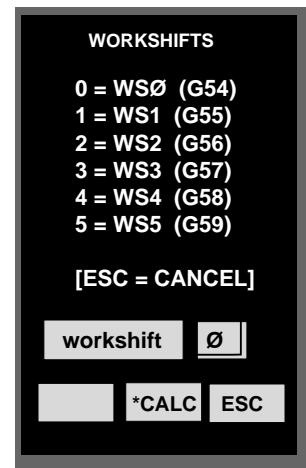 WORKSHIFTS
0 = WSØ (G54)
1 = WS1 (G55)
2 = WS2 (G56)
3 = WS3 (G57)
4 = WS4 (G58)
5 = WS5 (G59)
[ESC = CANCEL]
workshift Ø
*CALC ESC